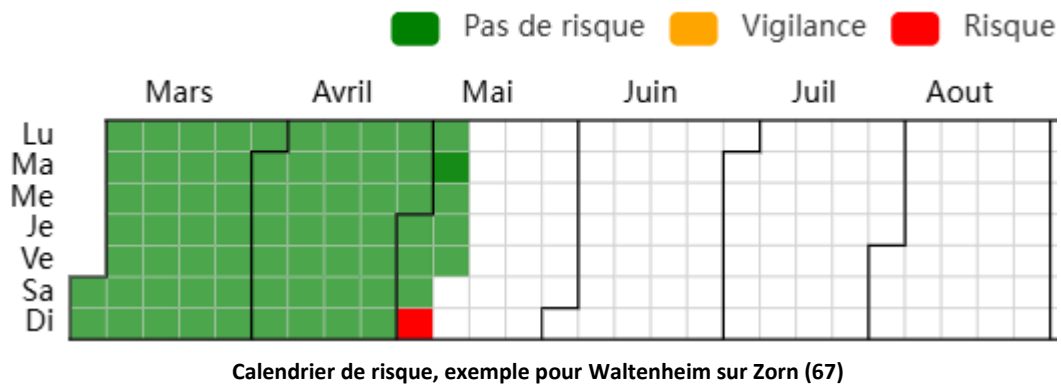 Pas de risque Vigilance Risque
Mars Avril Mai Juin Juil Aout
Lu
Ma
Me
Je
Ve
Sa
Di
Calendrier de risque, exemple pour Waltenheim sur Zorn (67)